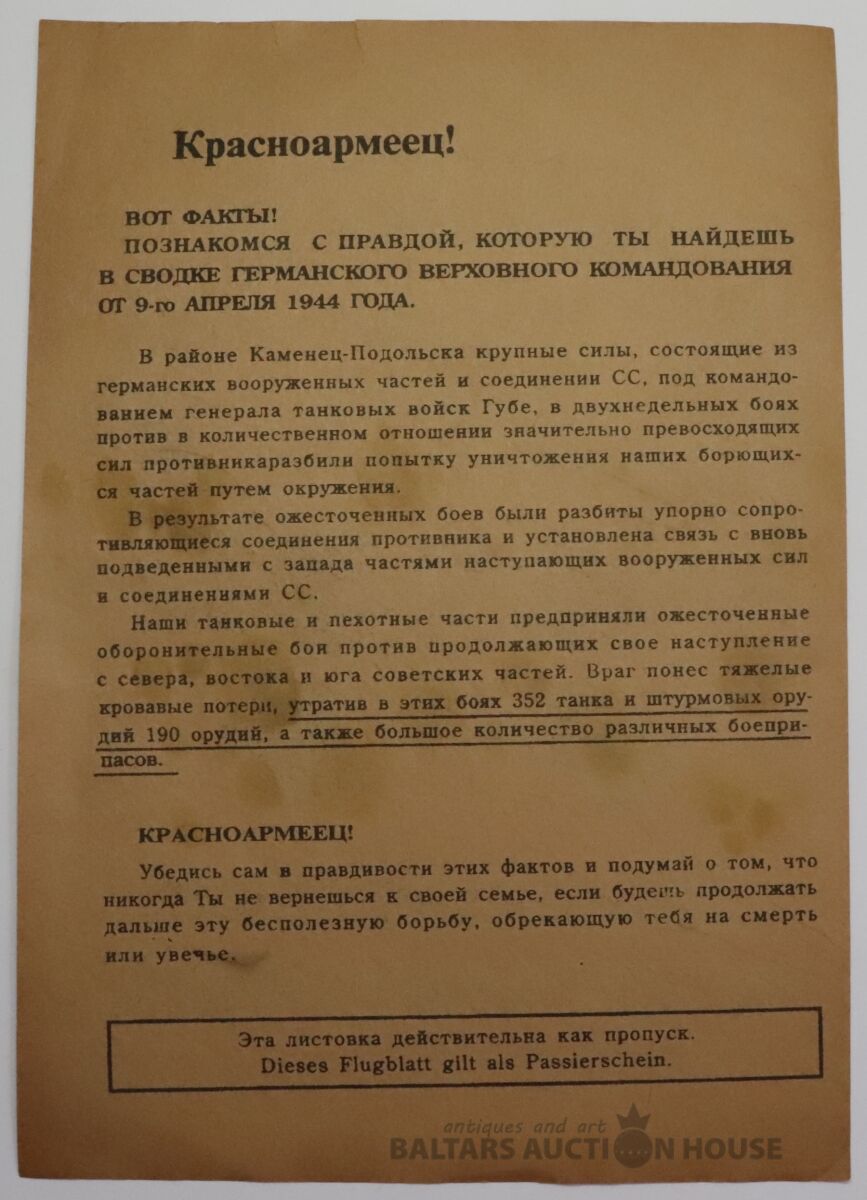 Красноармеец!
ВОТ ФАКТЫ!
ПОЗНАКОМСЯ С ПРАВДОЙ, КОТОРУЮ ТЫ НАЙДЕШЬ
В СВОДКЕ ГЕРМАНСКОГО ВЕРХОВНОГО КОМАНДОВАНИЯ
ОТ 9-го АПРЕЛЯ 1944 ГОДА.
В районе Каменец-Подольска крупные силы, состоящие из
германских вооруженных частей и соединении СС, под командо-
ванием генерала танковых войск Губе, в двухнедельных боях
против в количественном отношении значительно превосходящих
сил противникаразбили попытку уничтожения наших борющих-
ся частей путем окружения.
В результате ожесточенных боев были разбиты упорно сопро-
тивляющиеся соединения противника и установлена связь с вновь
подведенными с запада частями наступающих вооруженных сил
и соединениями СС.
Наши танковые и пехотные части предприняли ожесточенные
оборонительные бои против продолжающих свое наступление
с севера, востока и юга советских частей. Враг понес тяжелые
кровавые потери, утратив в этих боях 352 танка и штурмовых ору-
дий 190 орудий, а также большое количество различных боепри-
пасов.
КРАСНОАРМЕЕЦ!
Убедись сам в правдивости этих фактов и подумай о том, что
никогда Ты не вернешься к своей семье, если будешь продолжать
дальше эту бесполезную борьбу, обрекающую тебя на смерть
или увечье.
Эта листовка действительна как пропуск.
Dieses Flugblatt gilt als Passierschein.
antiques and art
BALTARS AUCTION HOUSE